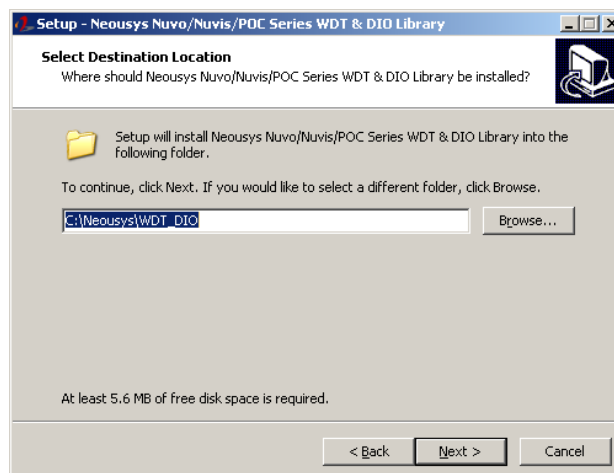 Setup - Neousys Nuvo/Nuvis/POC Series WDT & DIO Library
Select Destination Location
Where should Neousys Nuvo/Nuvis/POC Series WDT & DIO Library be installed?
Setup will install Neousys Nuvo/Nuvis/POC Series WDT & DIO Library into the
following folder.
To continue, click Next. If you would like to select a different folder, click Browse.
C:\Neousys\WDT_DIO
Browse...
At least 5.6 MB of free disk space is required.
< Back
Next >
Cancel